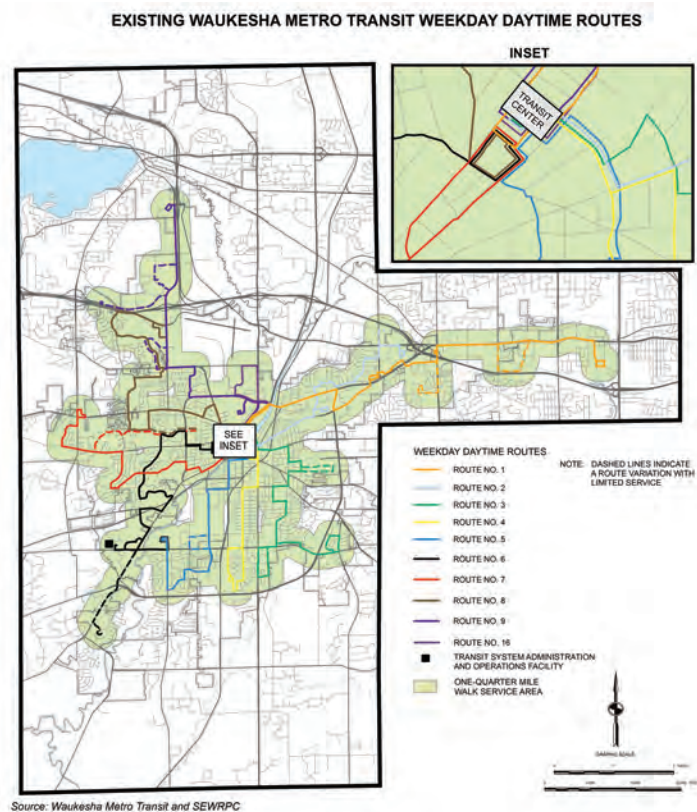 EXISTING WAUKESHA METRO TRANSIT WEEKDAY DAYTIME ROUTES
INSET
TRANSIT
CENTER
SEE
INSET
WEEKDAY DAYTIME ROUTES
ROUTE NO. 1
ROUTE NO. 2
ROUTE NO. 3
ROUTE NO. 4
ROUTE NO. 5
ROUTE NO. 6
ROUTE NO. 7
ROUTE NO. 8
ROUTE NO. 9
ROUTE NO. 16
TRANSIT SYSTEM ADMINISTRATION
AND OPERATIONS FACILITY
ONE-QUARTER MILE
WALK SERVICE AREA
NOTE: DASHED LINES INDICATE
A ROUTE VARIATION WITH
LIMITED SERVICE
GRAPHIC SCALE
Source: Waukesha Metro Transit and SEWRPC